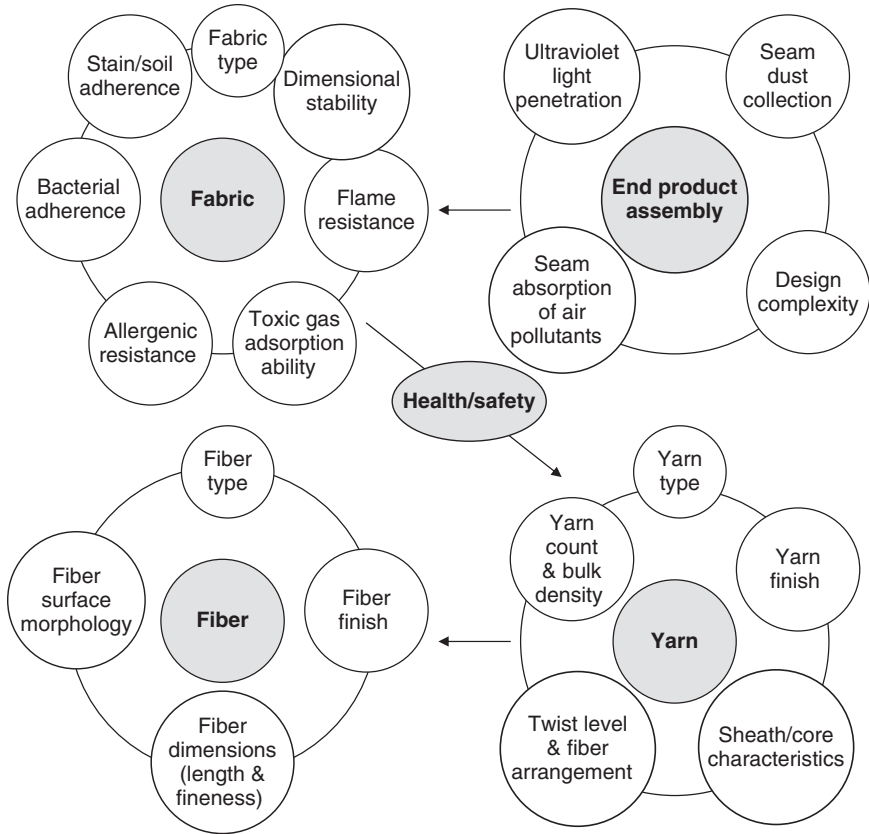 Fabric
type
Stain/soil
adherence
Dimensional
stability
Bacterial
adherence
Fabric
Flame
resistance
Allergenic
resistance
Toxic gas
adsorption
ability
Ultraviolet
light
penetration
Seam
dust
collection
End product
assembly
Seam
absorption
of air
pollutants
Design
complexity
Health/safety
Fiber
type
Fiber
surface
morphology
Fiber
Fiber
finish
Fiber
dimensions
(length &
fineness)
Yarn
type
Yarn
count
& bulk
density
Yarn
finish
Yarn
Twist level
& fiber
arrangement
Sheath/core
characteristics